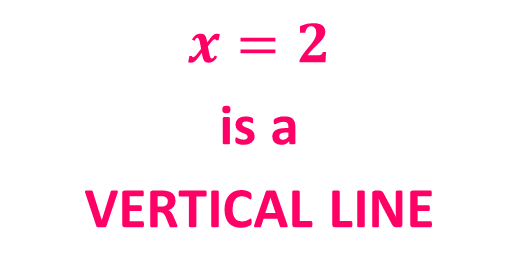 x = 2
is a
VERTICAL LINE